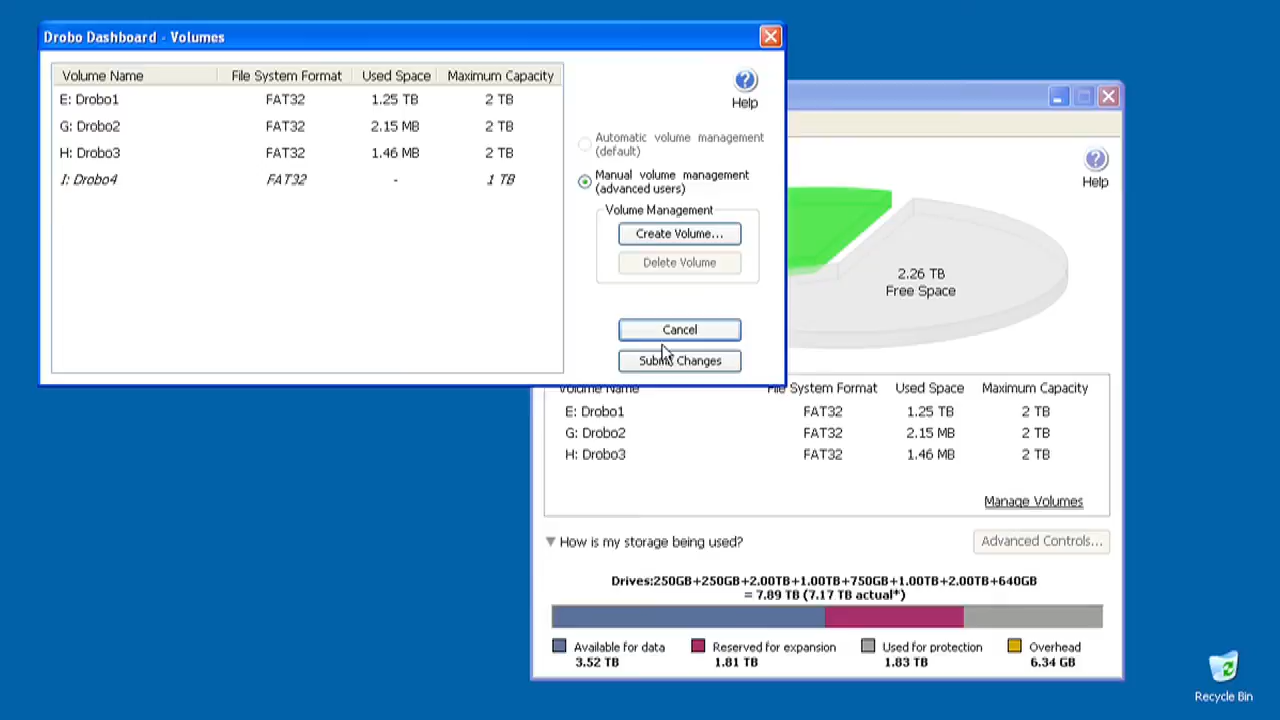 Drobo Dashboard - Volumes
Volume Name File System Format Used Space Maximum Capacity
E: Drobo1 FAT32 1.25 TB 2 TB
G: Drobo2 FAT32 2.15 MB 2 TB
H: Drobo3 FAT32 1.46 MB 2 TB
I: Drobo4 FAT32 - 1 TB
Help
Automatic volume management
(default)
Manual volume management
(advanced users)
Volume Management
Create Volume...
Delete Volume
Cancel
Submit Changes
Help
2.26 TB
Free Space
Volume Name File System Format Used Space Maximum Capacity
E: Drobo1 FAT32 1.25 TB 2 TB
G: Drobo2 FAT32 2.15 MB 2 TB
H: Drobo3 FAT32 1.46 MB 2 TB
Manage Volumes
How is my storage being used?
Advanced Controls...
Drives:250GB+250GB+2.00TB+1.00TB+750GB+1.00TB+2.00TB+640GB
= 7.89 TB (7.17 TB actual*)
Available for data Reserved for expansion Used for protection Overhead
3.52 TB 1.81 TB 1.83 TB 6.34 GB
Recycle Bin